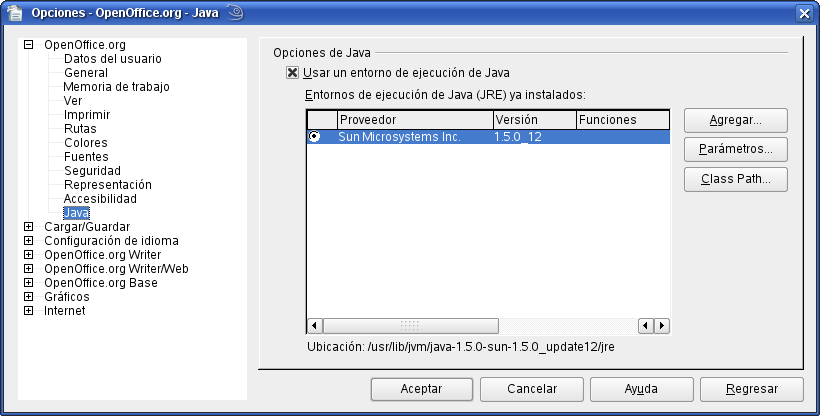 Opciones - OpenOffice.org - Java
OpenOffice.org
Datos del usuario
General
Memoria de trabajo
Ver
Imprimir
Rutas
Colores
Fuentes
Seguridad
Representación
Accesibilidad
Java
Cargar/Guardar
Configuración de idioma
OpenOffice.org Writer
OpenOffice.org Writer/Web
OpenOffice.org Base
Gráficos
Internet
Opciones de Java
Usar un entorno de ejecución de Java
Entornos de ejecución de Java (JRE) ya instalados:
Proveedor Versión Funciones
Sun Microsystems Inc. 1.5.0_12
Agregar...
Parámetros...
Class Path...
Ubicación: /usr/lib/jvm/java-1.5.0-sun-1.5.0_update12/jre
Aceptar Cancelar Ayuda Regresar